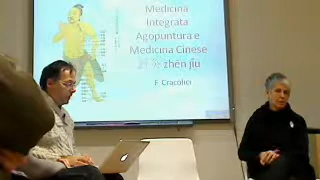 Medicina
Integrata
Agopuntura e
Medicina Cinese
zhēn jiǔ
F Cracolici